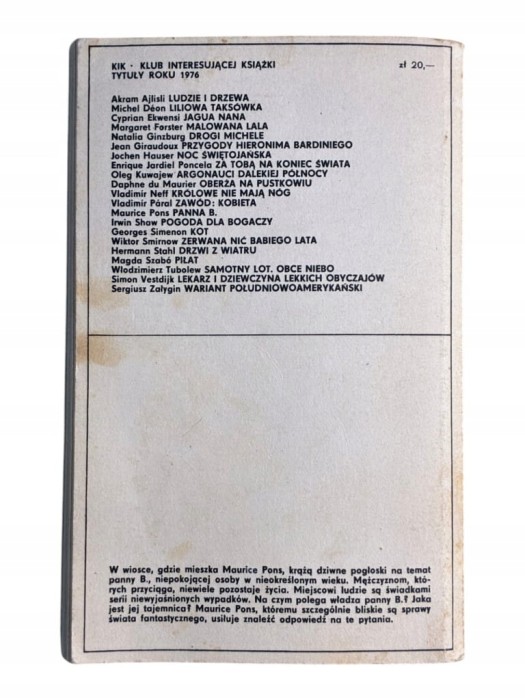 KIK · KLUB INTERESUJĄCEJ KSIĄŻKI zł 20,—
TYTUŁY ROKU 1976
Akram Ajlisli LUDZIE I DRZEWA
Michel Déon LILIOWA TAKSÓWKA
Cyprian Ekwensi JAGUA NANA
Margaret Forster MALOWANA LALA
Natalia Ginzburg DROGI MICHELE
Jean Giraudoux PRZYGODY HIERONIMA BARDINIEGO
Jochen Hauser NOC ŚWIĘTOJAŃSKA
Enrique Jardiel Poncela ZA TOBĄ NA KONIEC ŚWIATA
Oleg Kuwajew ARGONAUCI DALEKIEJ PÓŁNOCY
Daphne du Maurier OBERŻA NA PUSTKOWIU
Vladimír Neff KRÓLOWE NIE MAJĄ NÓG
Vladimír Páral ZAWÓD: KOBIETA
Maurice Pons PANNA B.
Irwin Shaw POGODA DLA BOGACZY
Georges Simenon KOT
Wiktor Smirnow ZERWANA NIĆ BABIEGO LATA
Hermann Stahl DRZWI Z WIATRU
Magda Szabó PIŁAT
Włodzimierz Tubolew SAMOTNY LOT. OBCE NIEBO
Simon Vestdijk LEKARZ I DZIEWCZYNA LEKKICH OBYCZAJÓW
Sergiusz Załygin WARIANT POŁUDNIOWOAMERYKAŃSKI
W wiosce, gdzie mieszka Maurice Pons, krążą dziwne pogłoski na temat
panny B., niepokojącej osoby w nieokreślonym wieku. Mężczyznom, któ-
rych przyciąga, niewiele pozostaje życia. Miejscowi ludzie są świadkami
serii niewyjaśnionych wypadków. Na czym polega władza panny B.? Jaka
jest jej tajemnica? Maurice Pons, któremu szczególnie bliskie są sprawy
świata fantastycznego, usiłuje znaleźć odpowiedź na te pytania.